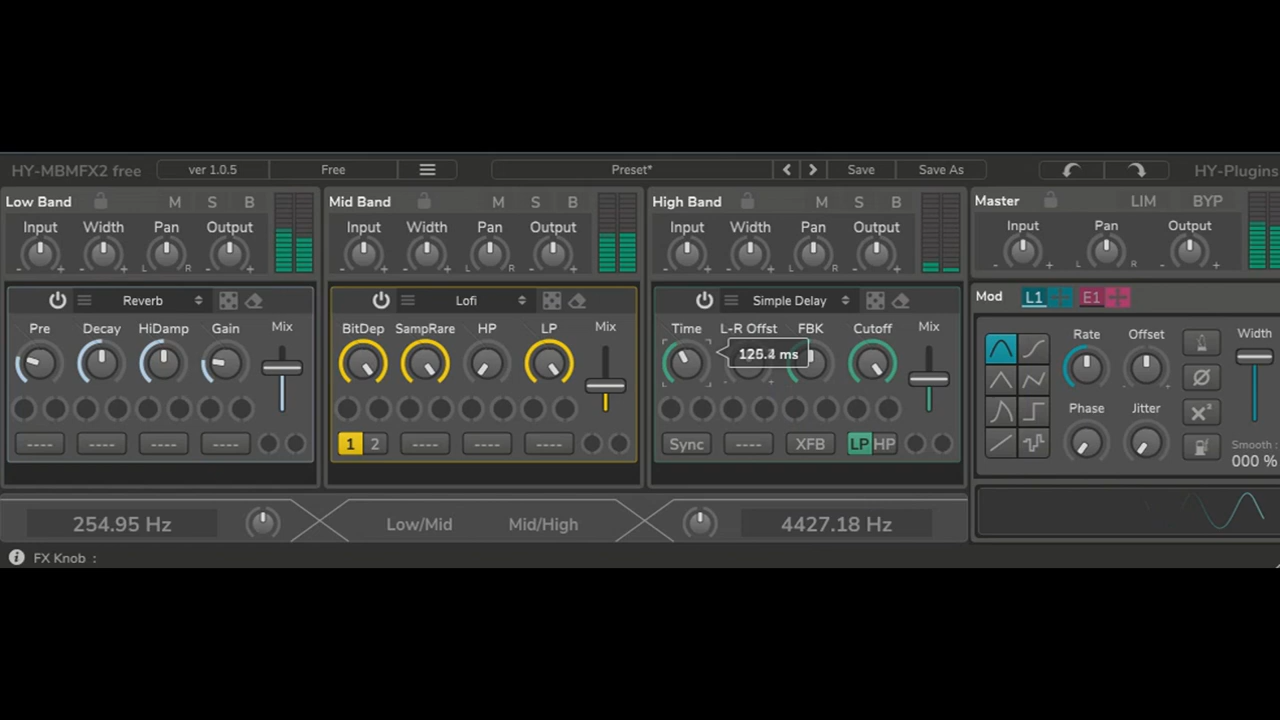 HY-MBMFX2 free ver 1.0.5 Free Preset* Save Save As HY-Plugins
Low Band M S B Mid Band M S B High Band M S B Master LIM BYP
Input Width Pan Output Input Width Pan Output Input Width Pan Output Input Pan Output
- + - + L R - + - + - + L R - + - + - + L R - + - + L R - +
Reverb Lofi Simple Delay Mod L1 E1
Pre Decay HiDamp Gain Mix BitDep SampRare HP LP Mix Time L-R Offst FBK Cutoff Mix Rate Offset Width
125.4 ms
Phase Jitter
X²
---- ---- ---- ---- 1 2 ---- ---- ---- Sync ---- XFB LP HP Smooth :
000 %
254.95 Hz Low/Mid Mid/High 4427.18 Hz
FX Knob :